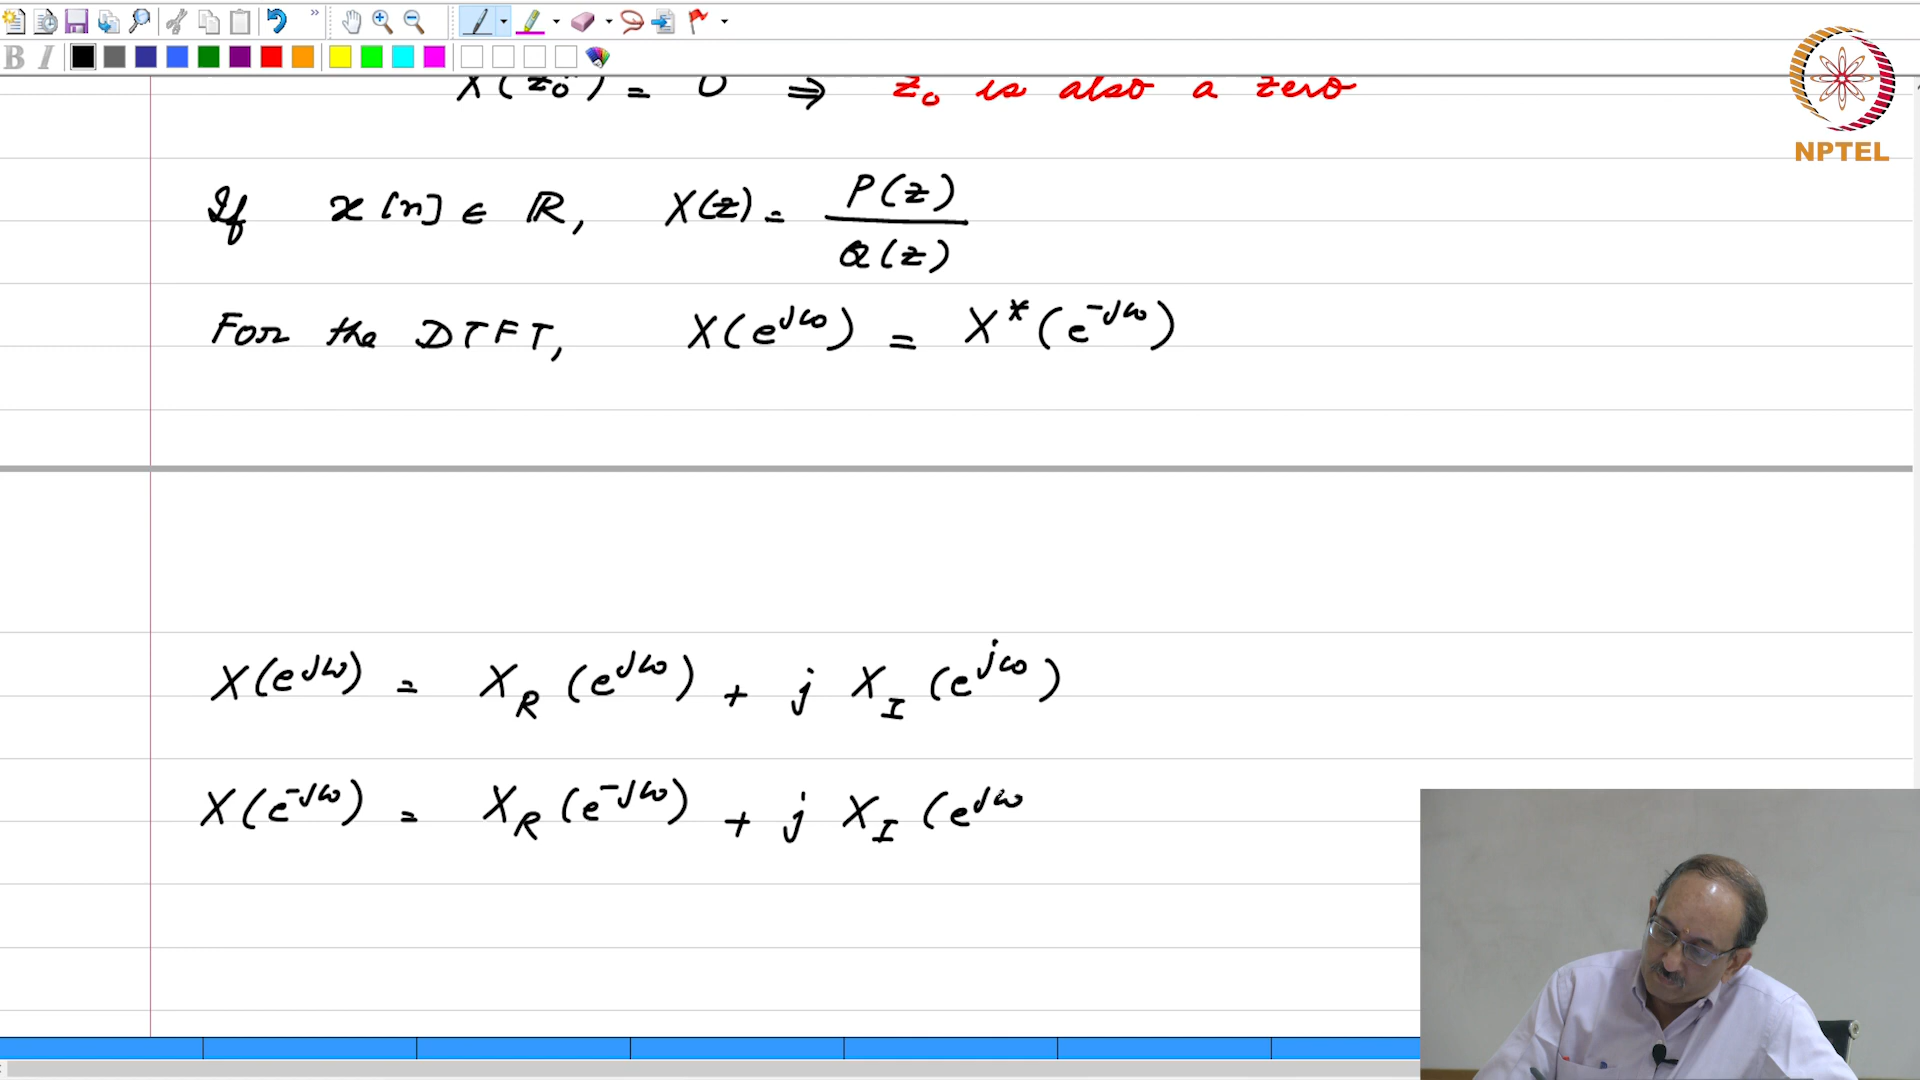 X(z₀*) = 0 ⇒ z₀ is also a zero
NPTEL
If x[n] ∈ ℝ, X(z) = P(z)/Q(z)
For the DTFT, X(e^{jω}) = X*(e^{-jω})
X(e^{jω}) = X_R(e^{jω}) + j X_I(e^{jω})
X(e^{-jω}) = X_R(e^{-jω}) + j X_I(e^{jω}